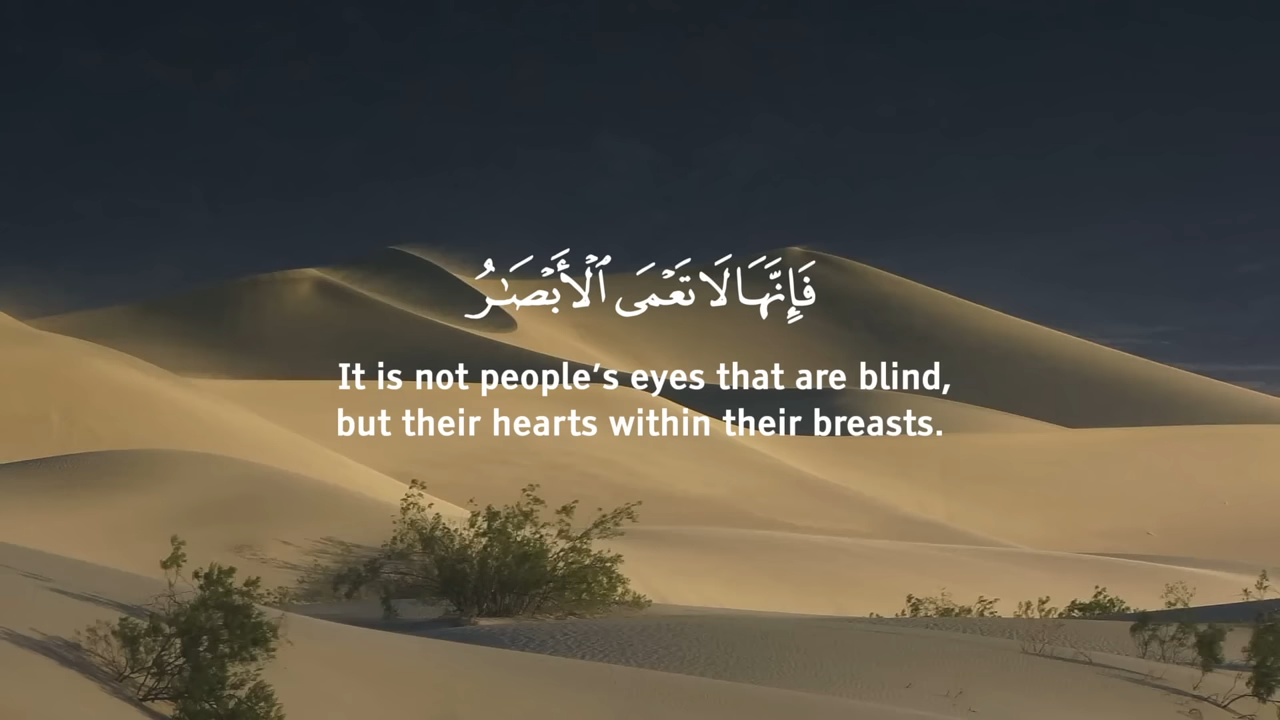 فَإِنَّهَا لَا تَعْمَى ٱلْأَبْصَـٰرُ
It is not people’s eyes that are blind,
but their hearts within their breasts.